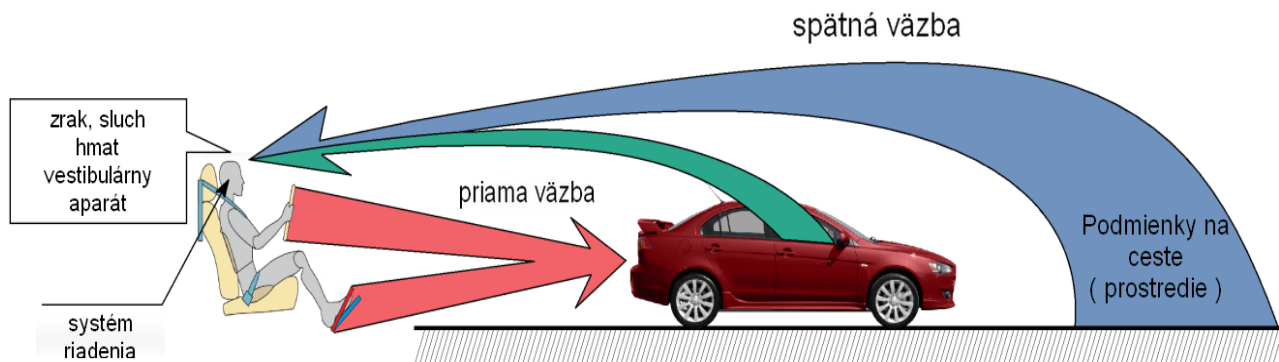 spätná väzba
zrak, sluch
hmat
vestibulárny
aparát
priama väzba
Podmienky na
ceste
( prostredie )
systém
riadenia